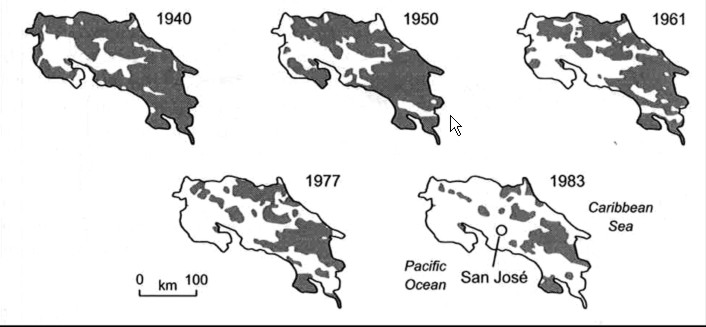 1940
1950
1961
1977
1983
Caribbean
Sea
0 km 100
Pacific
Ocean
San José